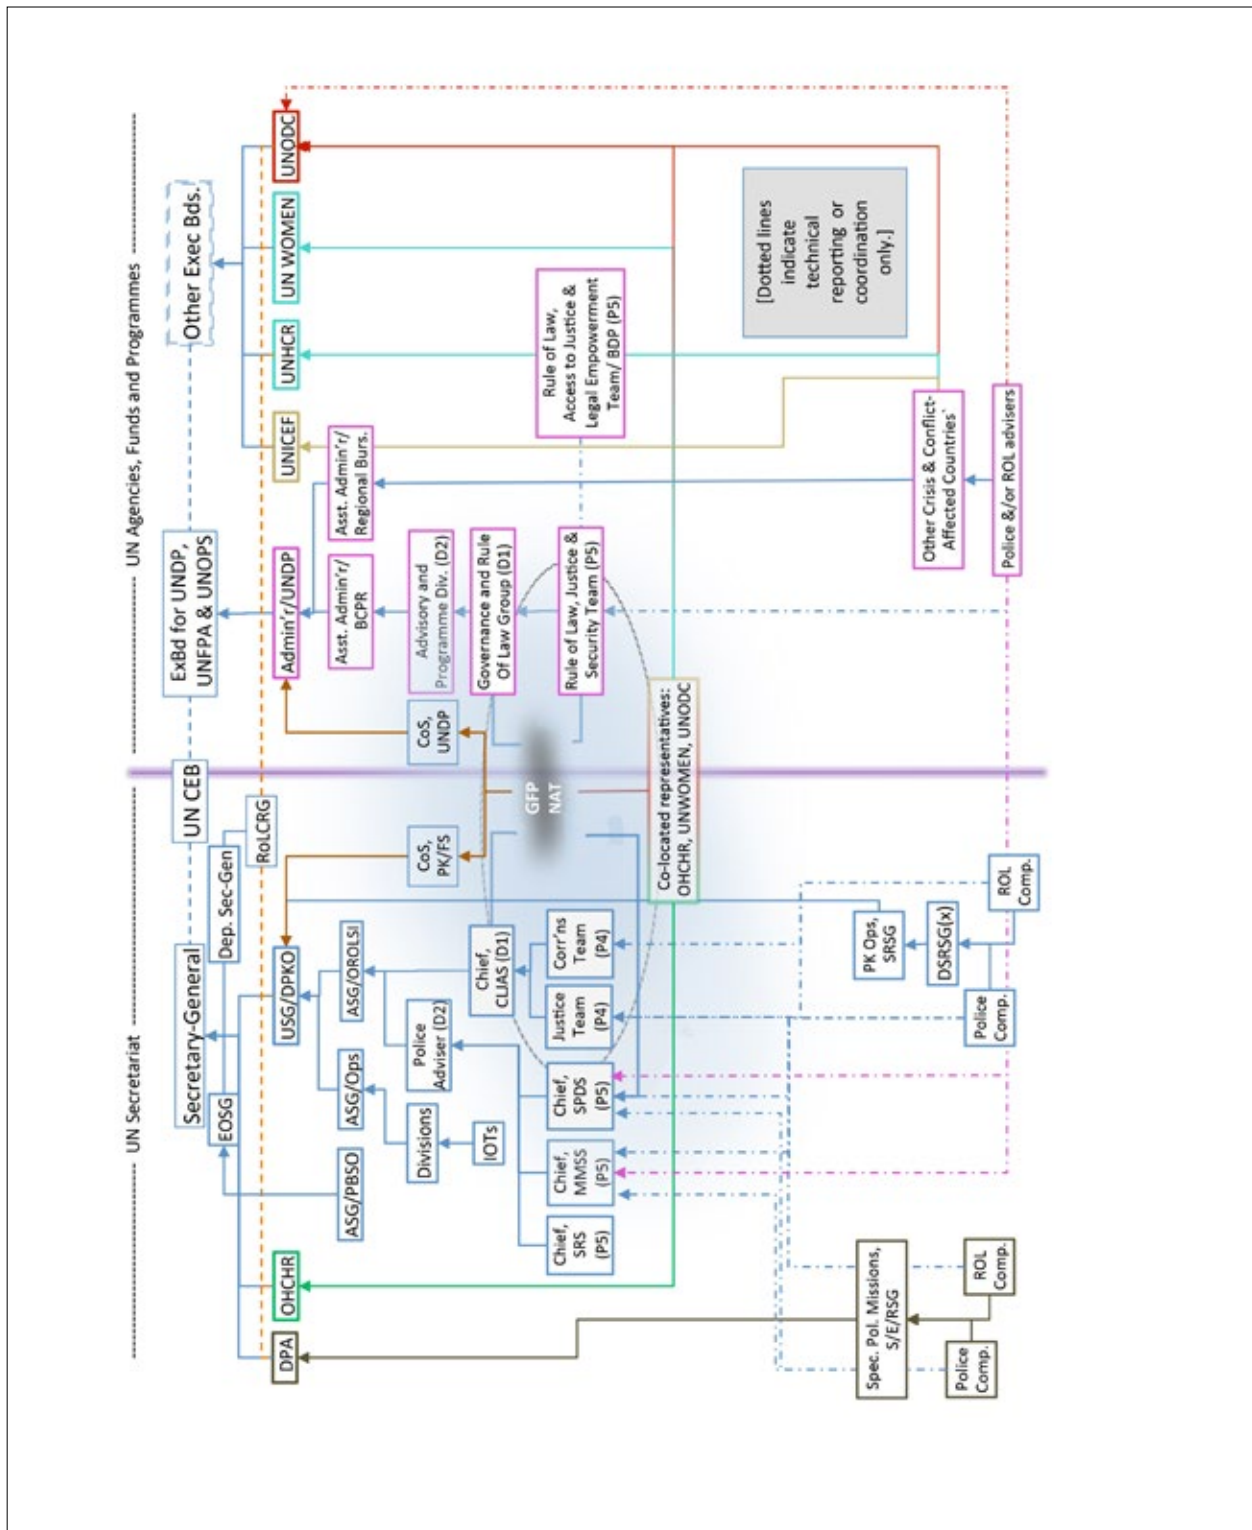 UN Secretariat
UN Agencies, Funds and Programmes
Secretary-General
UN CEB
ExBd for UNDP,
UNFPA & UNOPS
Other Exec Bds.
EOSG
Dep. Sec-Gen
RoLCRG
DPA
OHCHR
USG/DPKO
Admin'r/UNDP
UNICEF
UNHCR
UN WOMEN
UNODC
ASG/PBSO
ASG/Ops
ASG/OROLSI
Asst. Admin'r/
BCPR
Asst. Admin'r/
Regional Burs.
Divisions
Police
Adviser (D2)
CoS,
PK/FS
CoS,
UNDP
Advisory and
Programme Div. (D2)
IOTs
Chief,
CLJAS (D1)
Governance and Rule
Of Law Group (D1)
GFP
NAT
Chief,
SRS
(P5)
Chief,
MMSS
(P5)
Chief,
SPDS
(P5)
Justice
Team
(P4)
Corr'ns
Team
(P4)
Rule of Law, Justice &
Security Team (P5)
Rule of Law,
Access to Justice &
Legal Empowerment
Team/ BDP (P5)
Co-located representatives:
OHCHR, UNWOMEN, UNODC
[Dotted lines
indicate
technical
reporting or
coordination
only.]
Spec. Pol. Missions,
S/E/RSG
PK Ops,
SRSG
DSRSG(x)
Other Crisis & Conflict-
Affected Countries`
Police
Comp.
ROL
Comp.
Police
Comp.
ROL
Comp.
Police &/or ROL advisers